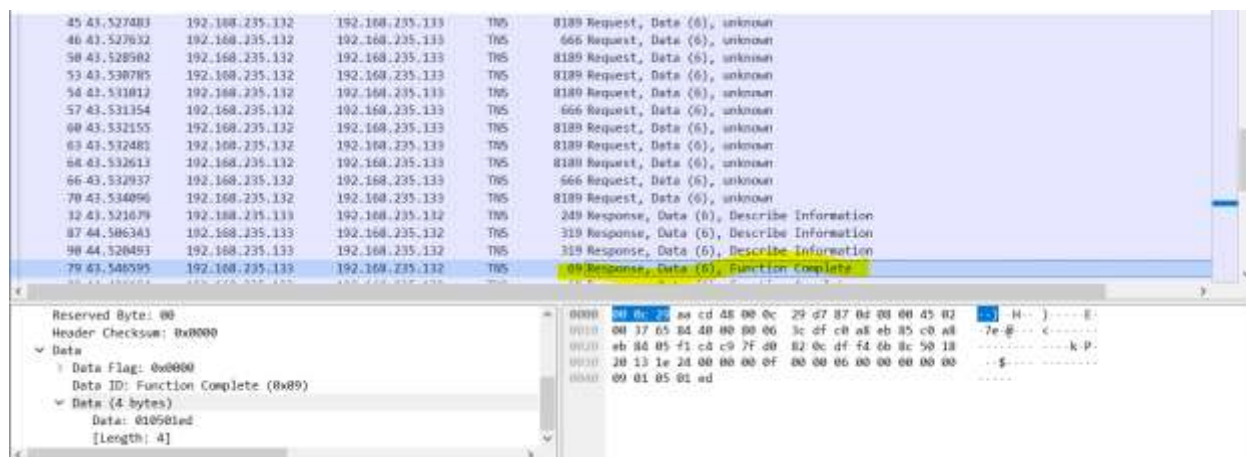 45 43.527483 192.168.235.132 192.168.235.133 TNS 8189 Request, Data (6), unknown
46 43.527632 192.168.235.132 192.168.235.133 TNS 666 Request, Data (6), unknown
50 43.528502 192.168.235.132 192.168.235.133 TNS 8189 Request, Data (6), unknown
53 43.530785 192.168.235.132 192.168.235.133 TNS 8189 Request, Data (6), unknown
54 43.531012 192.168.235.132 192.168.235.133 TNS 8189 Request, Data (6), unknown
57 43.531354 192.168.235.132 192.168.235.133 TNS 666 Request, Data (6), unknown
60 43.532155 192.168.235.132 192.168.235.133 TNS 8189 Request, Data (6), unknown
63 43.532481 192.168.235.132 192.168.235.133 TNS 8189 Request, Data (6), unknown
64 43.532613 192.168.235.132 192.168.235.133 TNS 8189 Request, Data (6), unknown
66 43.532937 192.168.235.132 192.168.235.133 TNS 666 Request, Data (6), unknown
70 43.534096 192.168.235.132 192.168.235.133 TNS 8189 Request, Data (6), unknown
32 43.521679 192.168.235.133 192.168.235.132 TNS 249 Response, Data (6), Describe Information
87 44.506343 192.168.235.133 192.168.235.132 TNS 319 Response, Data (6), Describe Information
90 44.520493 192.168.235.133 192.168.235.132 TNS 319 Response, Data (6), Describe Information
79 43.546595 192.168.235.133 192.168.235.132 TNS 69 Response, Data (6), Function Complete
Reserved Byte: 00
Header Checksum: 0x0000
Data
Data Flag: 0x0000
Data ID: Function Complete (0x09)
Data (4 bytes)
Data: 010501ed
[Length: 4]
0000 00 0c 29 aa cd 48 00 0c 29 d7 87 0d 08 00 45 02
0010 00 37 65 84 40 00 80 06 3c df c0 a8 eb 85 c0 a8
0020 eb 84 05 f1 c4 c9 7f d0 82 0c df f4 6b 8c 50 18
0030 20 13 1e 24 00 00 00 0f 00 00 06 00 00 00 00 00
0040 09 01 05 01 ed